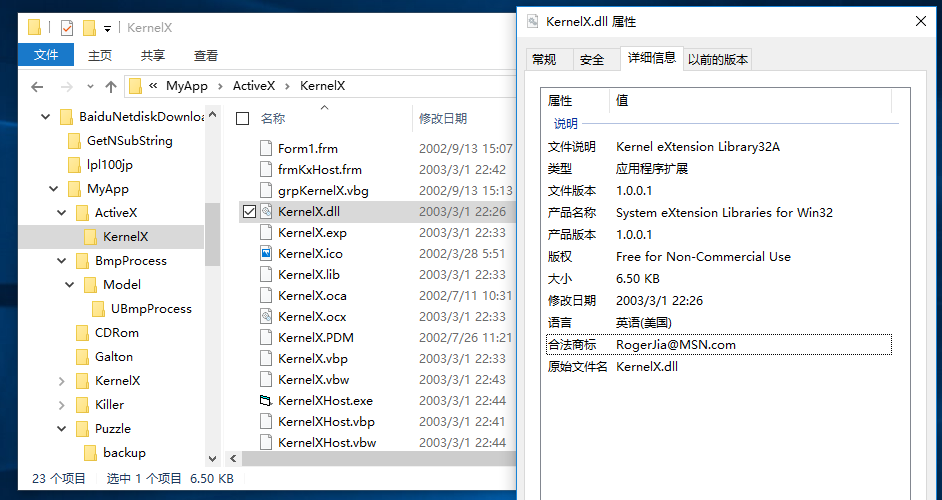 KernelX
文件 主页 共享 查看
« MyApp > ActiveX > KernelX
BaiduNetdiskDownloa
GetNSubString
lpl100jp
MyApp
ActiveX
KernelX
BmpProcess
Model
UBmpProcess
CDRom
Galton
KernelX
Killer
Puzzle
backup
名称 修改日期
Form1.frm 2002/9/13 15:07
frmKxHost.frm 2003/3/1 22:42
grpKernelX.vbg 2002/9/13 15:13
KernelX.dll 2003/3/1 22:26
KernelX.exp 2003/3/1 22:33
KernelX.ico 2002/3/28 5:51
KernelX.lib 2003/3/1 22:33
KernelX.oca 2002/7/11 10:31
KernelX.ocx 2003/3/1 22:33
KernelX.PDM 2002/7/26 11:21
KernelX.vbp 2003/3/1 22:33
KernelX.vbw 2003/3/1 22:43
KernelXHost.exe 2003/3/1 22:44
KernelXHost.vbp 2003/3/1 22:41
KernelXHost.vbw 2003/3/1 22:44
23 个项目 选中 1 个项目 6.50 KB
KernelX.dll 属性
常规 安全 详细信息 以前的版本
属性 值
说明
文件说明 Kernel eXtension Library32A
类型 应用程序扩展
文件版本 1.0.0.1
产品名称 System eXtension Libraries for Win32
产品版本 1.0.0.1
版权 Free for Non-Commercial Use
大小 6.50 KB
修改日期 2003/3/1 22:26
语言 英语(美国)
合法商标 RogerJia@MSN.com
原始文件名 KernelX.dll